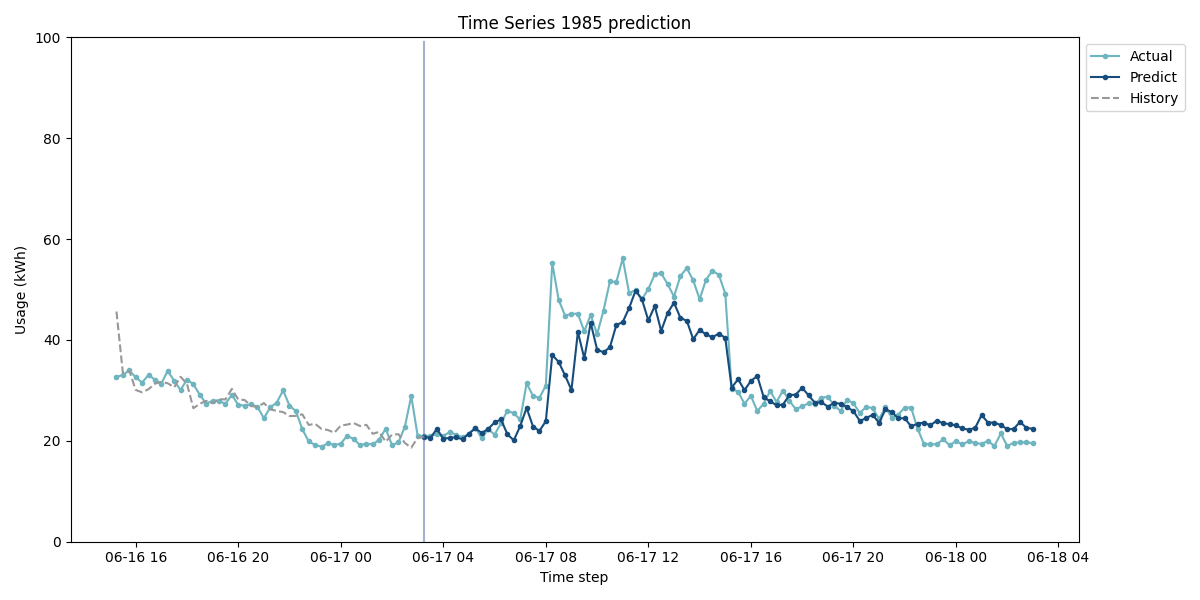 Time Series 1985 prediction
Usage (kWh)
100
80
60
40
20
0
06-16 16
06-16 20
06-17 00
06-17 04
06-17 08
06-17 12
06-17 16
06-17 20
06-18 00
06-18 04
Time step
Actual
Predict
History